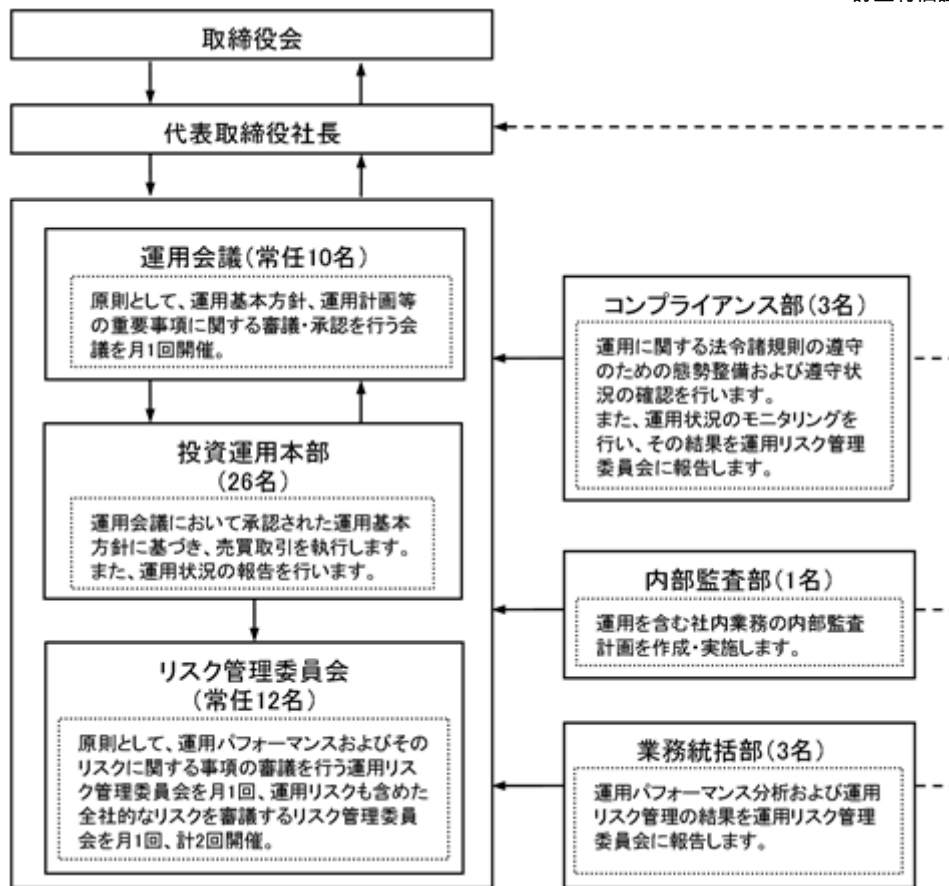 取締役会
代表取締役社長
運用会議(常任10名)
原則として、運用基本方針、運用計画等
の重要事項に関する審議・承認を行う会
議を月1回開催。
投資運用本部
(26名)
運用会議において承認された運用基本
方針に基づき、売買取引を執行します。
また、運用状況の報告を行います。
リスク管理委員会
(常任12名)
原則として、運用パフォーマンスおよびその
リスクに関する事項の審議を行う運用リス
ク管理委員会を月1回、運用リスクも含めた
全社的なリスクを審議するリスク管理委員
会を月1回、計2回開催。
コンプライアンス部(3名)
運用に関する法令諸規則の遵守
のための態勢整備および遵守状
況の確認を行います。
また、運用状況のモニタリングを
行い、その結果を運用リスク管理
委員会に報告します。
内部監査部(1名)
運用を含む社内業務の内部監査
計画を作成・実施します。
業務統括部(3名)
運用パフォーマンス分析および運用
リスク管理の結果を運用リスク管理
委員会に報告します。